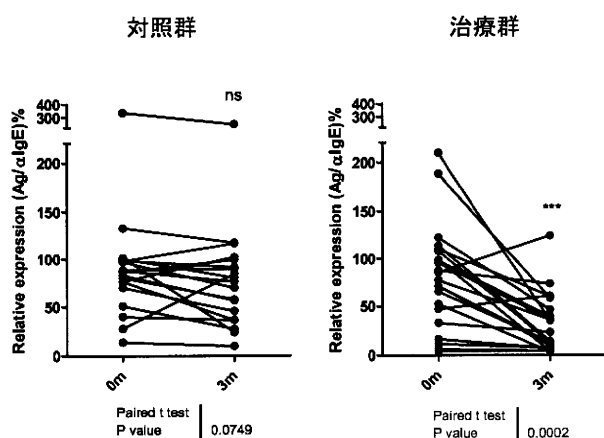 対照群
治療群
Relative expression (Ag/αIgE)%
400
300
200
150
100
50
0
ns
0m
3m
Paired t test
P value
0.0749
Relative expression (Ag/αIgE)%
400
300
200
150
100
50
0
***
0m
3m
Paired t test
P value
0.0002